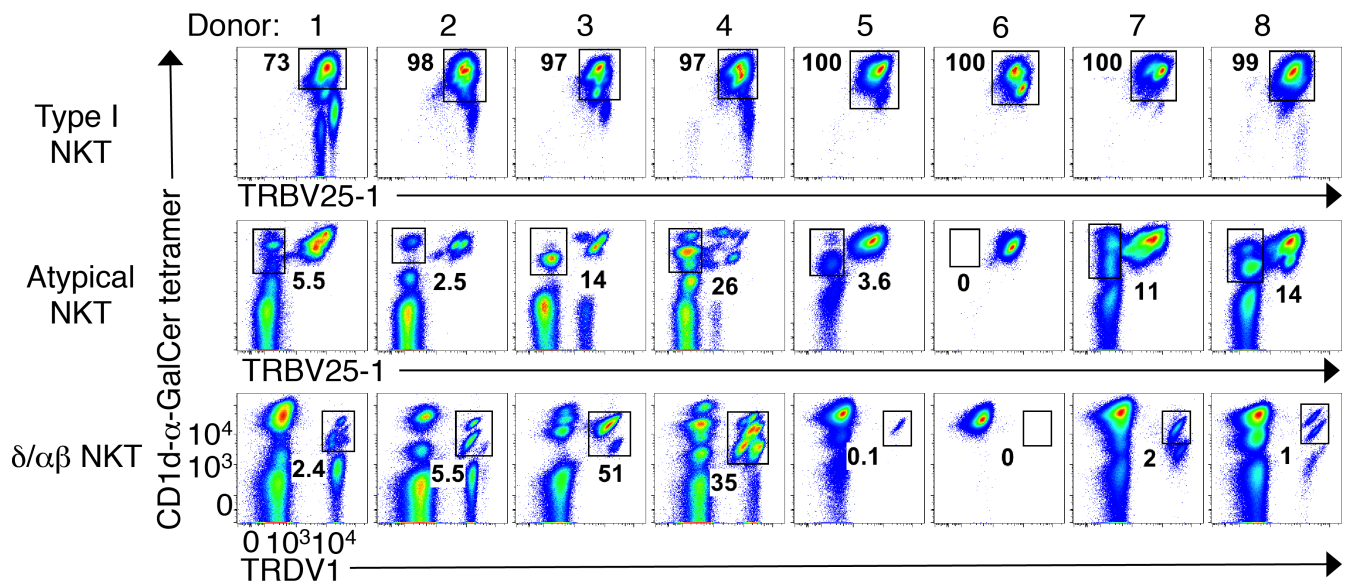 Donor: 1 2 3 4 5 6 7 8
Type I
NKT
73 98 97 97 100 100 100 99
TRBV25-1
CD1d-α-GalCer tetramer
Atypical
NKT
5.5 2.5 14 26 3.6 0 11 14
TRBV25-1
δ/αβ NKT
10⁴
10³
0
2.4 5.5 51 35 0.1 0 2 1
0 10³ 10⁴
TRDV1